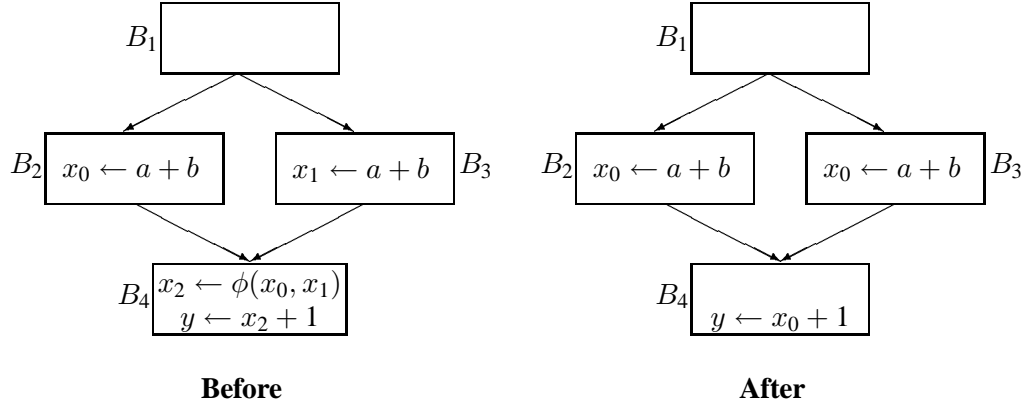 B₁
B₁
B₂ x₀ ← a + b
x₁ ← a + b B₃
B₂ x₀ ← a + b
x₀ ← a + b B₃
B₄ x₂ ← ϕ(x₀, x₁)
y ← x₂ + 1
B₄
y ← x₀ + 1
Before
After